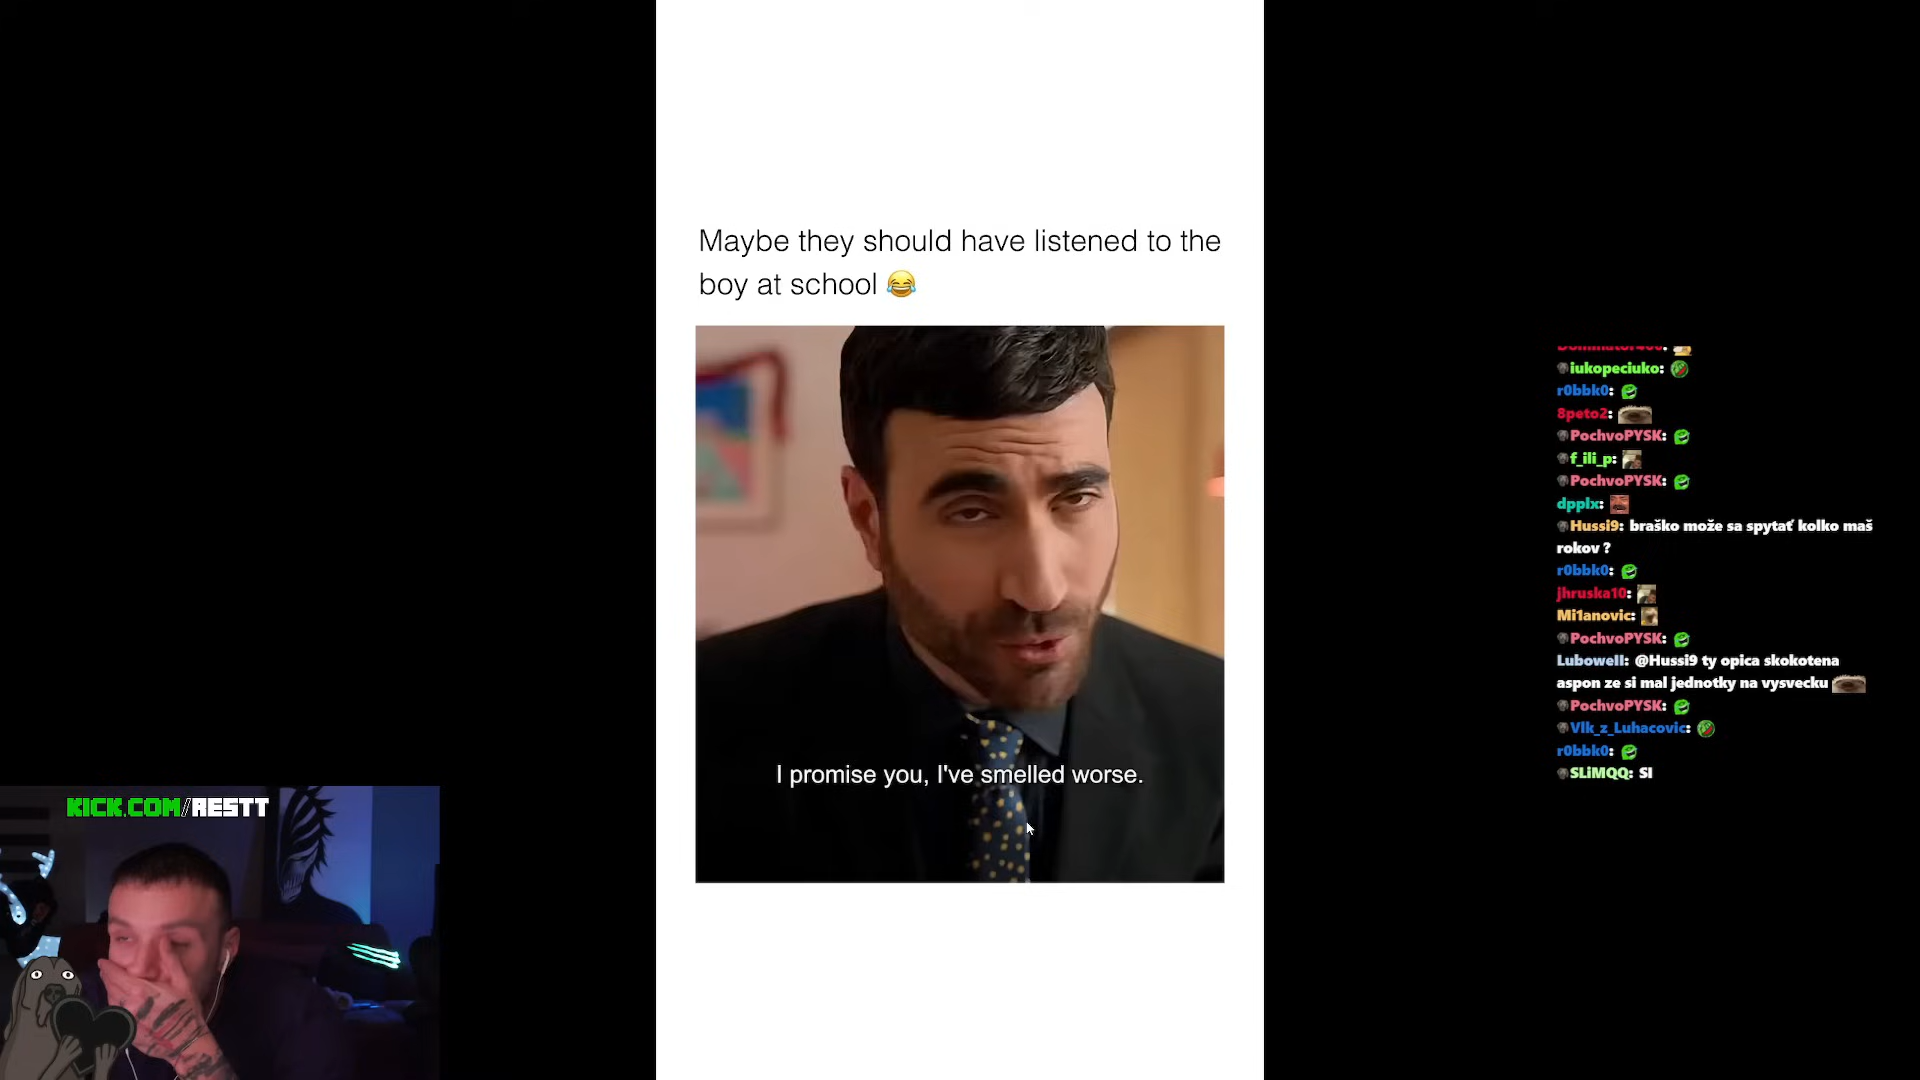 Maybe they should have listened to the
boy at school 😂
I promise you, I've smelled worse.
KICK.COM/RESTT
iukopeciuko:
r0bbk0:
8peto2:
PochvoPYSK:
f_ili_p:
PochvoPYSK:
dpplx:
Hussi9: braško može sa spytať kolko maš
rokov ?
r0bbk0:
jhruska10:
Mi1anovic:
PochvoPYSK:
Lubowell: @Hussi9 ty opica skokotena
aspon ze si mal jednotky na vysvecku
PochvoPYSK:
Vlk_z_Luhacovic:
r0bbk0:
SLiMQQ: SI